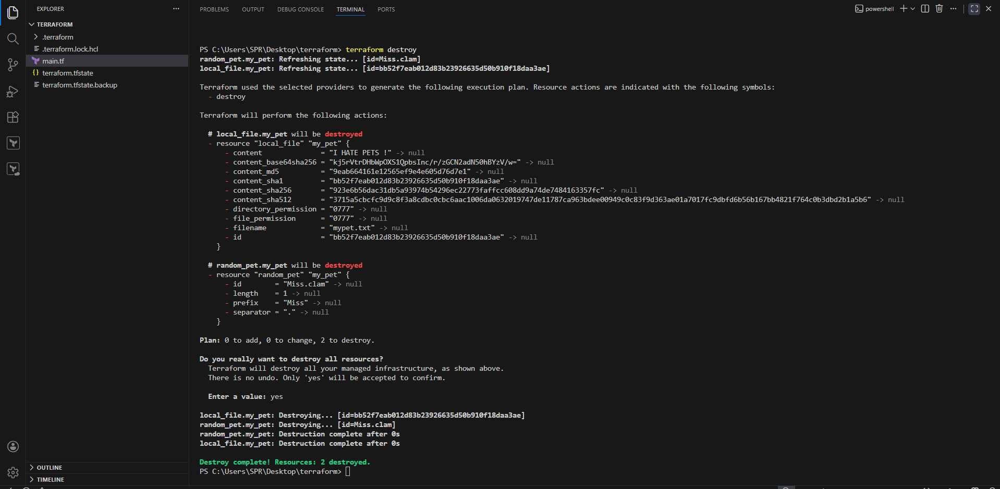 EXPLORER
TERRAFORM
.terraform
.terraform.lock.hcl
main.tf
{} terraform.tfstate
terraform.tfstate.backup
OUTLINE
TIMELINE
PROBLEMS OUTPUT DEBUG CONSOLE TERMINAL PORTS
powershell
PS C:\Users\SPR\Desktop\terraform> terraform destroy
random_pet.my_pet: Refreshing state... [id=Miss.clam]
local_file.my_pet: Refreshing state... [id=bb52f7eab012d83b23926635d50b910f18daa3ae]
Terraform used the selected providers to generate the following execution plan. Resource actions are indicated with the following symbols:
- destroy
Terraform will perform the following actions:
# local_file.my_pet will be destroyed
- resource "local_file" "my_pet" {
- content = "I HATE PETS !" -> null
- content_base64sha256 = "kj5rVtrDHbWpOXS1QpbsInc/r/zGCN2adN50hBYzV/w=" -> null
- content_md5 = "9eab664161e12565ef9e4e605d76d7e1" -> null
- content_sha1 = "bb52f7eab012d83b23926635d50b910f18daa3ae" -> null
- content_sha256 = "923e6b56dac31db5a93974b54296ec22773faffcc608dd9a74de7484163357fc" -> null
- content_sha512 = "3715a5cbcfc9d9c8f3a8cdbc0cbc6aac1006da0632019747de11787ca963bdee00949c0c83f9d363ae01a7017fc9dbfd6b56b167bb4821f764c0b3dbd2b1a5b6" -> null
- directory_permission = "0777" -> null
- file_permission = "0777" -> null
- filename = "mypet.txt" -> null
- id = "bb52f7eab012d83b23926635d50b910f18daa3ae" -> null
}
# random_pet.my_pet will be destroyed
- resource "random_pet" "my_pet" {
- id = "Miss.clam" -> null
- length = 1 -> null
- prefix = "Miss" -> null
- separator = "." -> null
}
Plan: 0 to add, 0 to change, 2 to destroy.
Do you really want to destroy all resources?
Terraform will destroy all your managed infrastructure, as shown above.
There is no undo. Only 'yes' will be accepted to confirm.
Enter a value: yes
local_file.my_pet: Destroying... [id=bb52f7eab012d83b23926635d50b910f18daa3ae]
random_pet.my_pet: Destroying... [id=Miss.clam]
random_pet.my_pet: Destruction complete after 0s
local_file.my_pet: Destruction complete after 0s
Destroy complete! Resources: 2 destroyed.
PS C:\Users\SPR\Desktop\terraform>